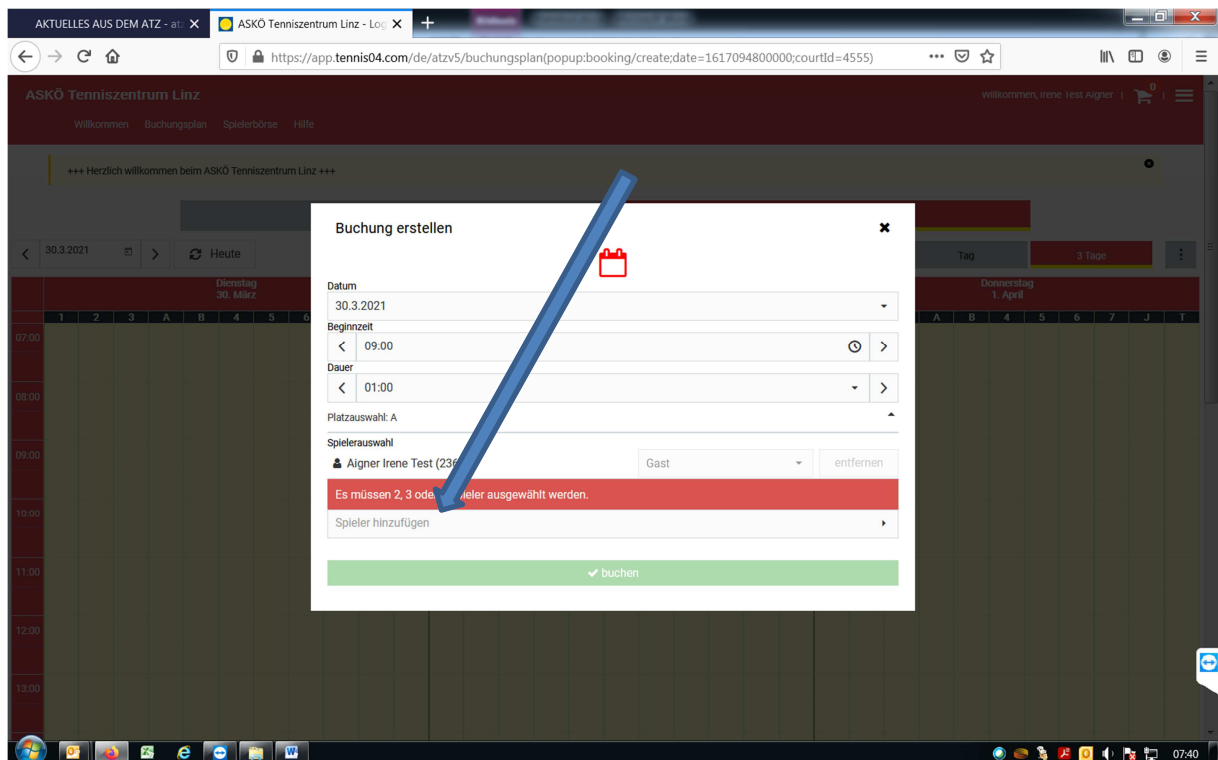 AKTUELLES AUS DEM ATZ - at
ASKÖ Tenniszentrum Linz - Log
https://app.tennis04.com/de/atzv5/buchungsplan(popup:booking/create;date=1617094800000;courtId=4555)
ASKÖ Tenniszentrum Linz
Willkommen, Irene Test Aigner
0
Willkommen Buchungsplan Spielerbörse Hilfe
+++ Herzlich willkommen beim ASKÖ Tenniszentrum Linz +++
Buchung erstellen
30.3.2021
Heute
Tag
3 Tage
Dienstag
30. März
Donnerstag
1. April
1 2 3 A B 4 5 6
A B 4 5 6 7 J T
Datum
30.3.2021
Beginnzeit
09:00
Dauer
01:00
Platzauswahl: A
Spielerauswahl
Aigner Irene Test (236
Gast
entfernen
Es müssen 2, 3 ode ieler ausgewählt werden.
Spieler hinzufügen
buchen
07:00
08:00
09:00
10:00
11:00
12:00
13:00
07:40